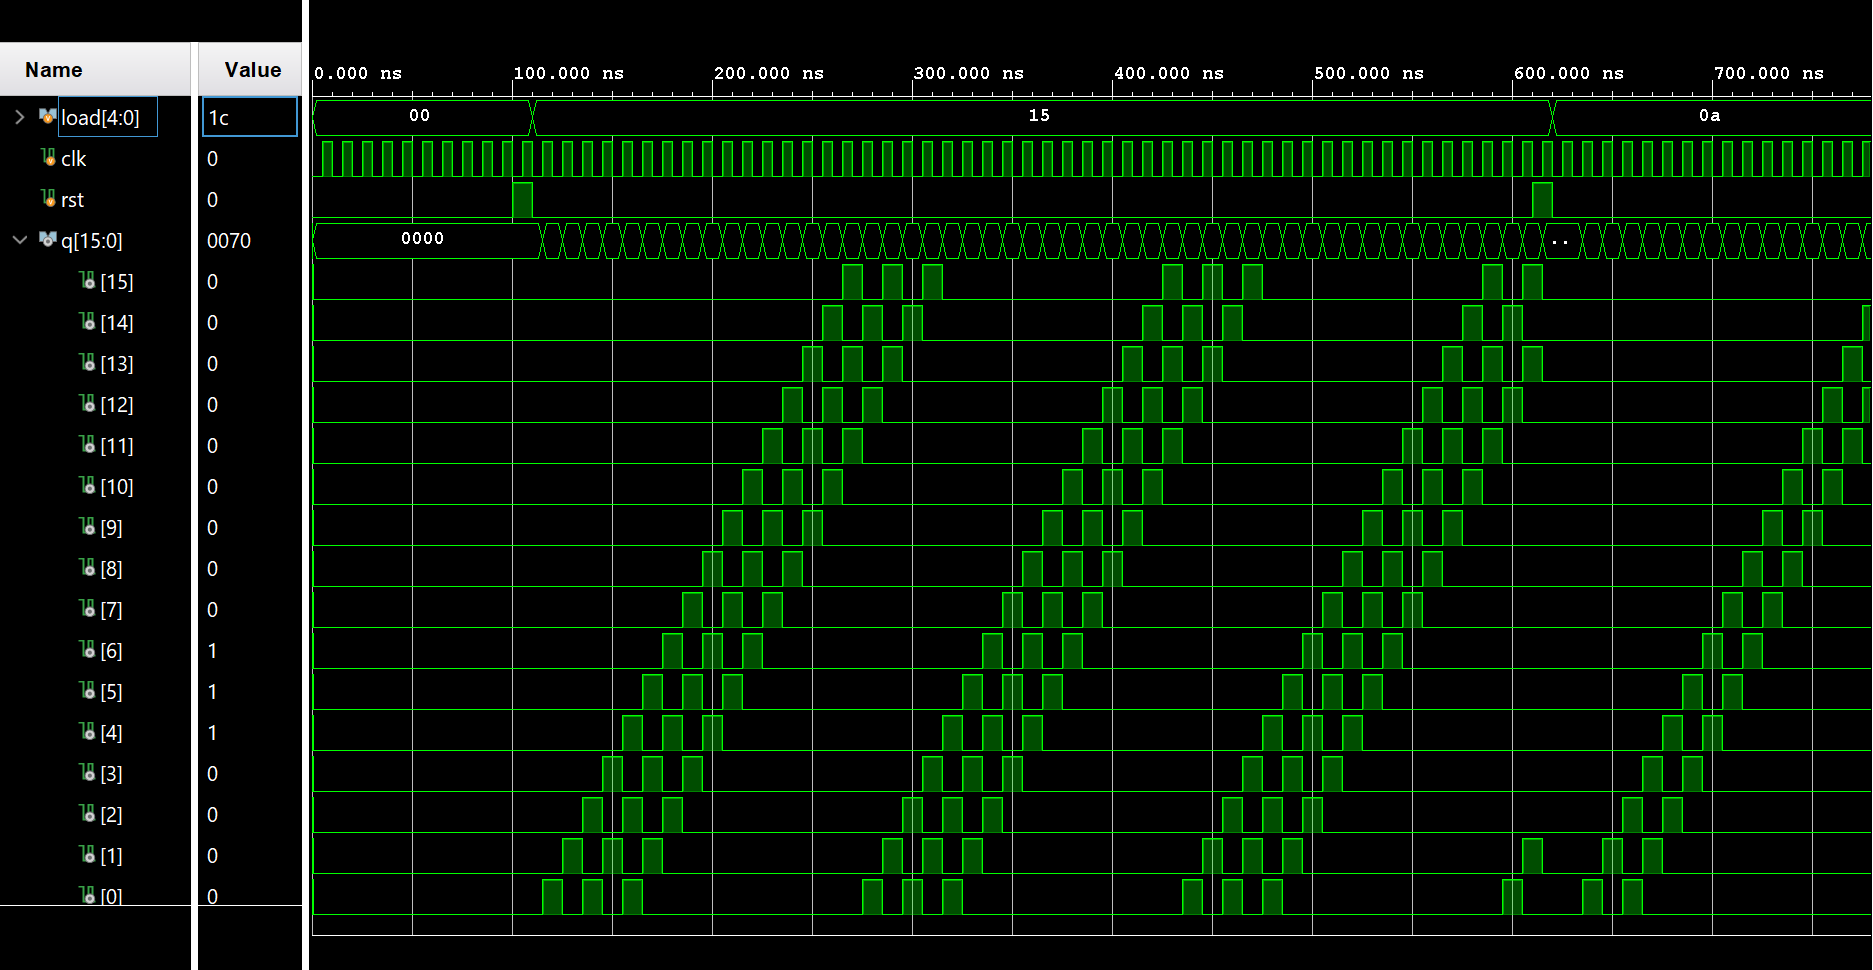 Name Value
0.000 ns 100.000 ns 200.000 ns 300.000 ns 400.000 ns 500.000 ns 600.000 ns 700.000 ns
load[4:0] 1c 00 15 0a
clk 0
rst 0
q[15:0] 0070 0000 ..
[15] 0
[14] 0
[13] 0
[12] 0
[11] 0
[10] 0
[9] 0
[8] 0
[7] 0
[6] 1
[5] 1
[4] 1
[3] 0
[2] 0
[1] 0
[0] 0